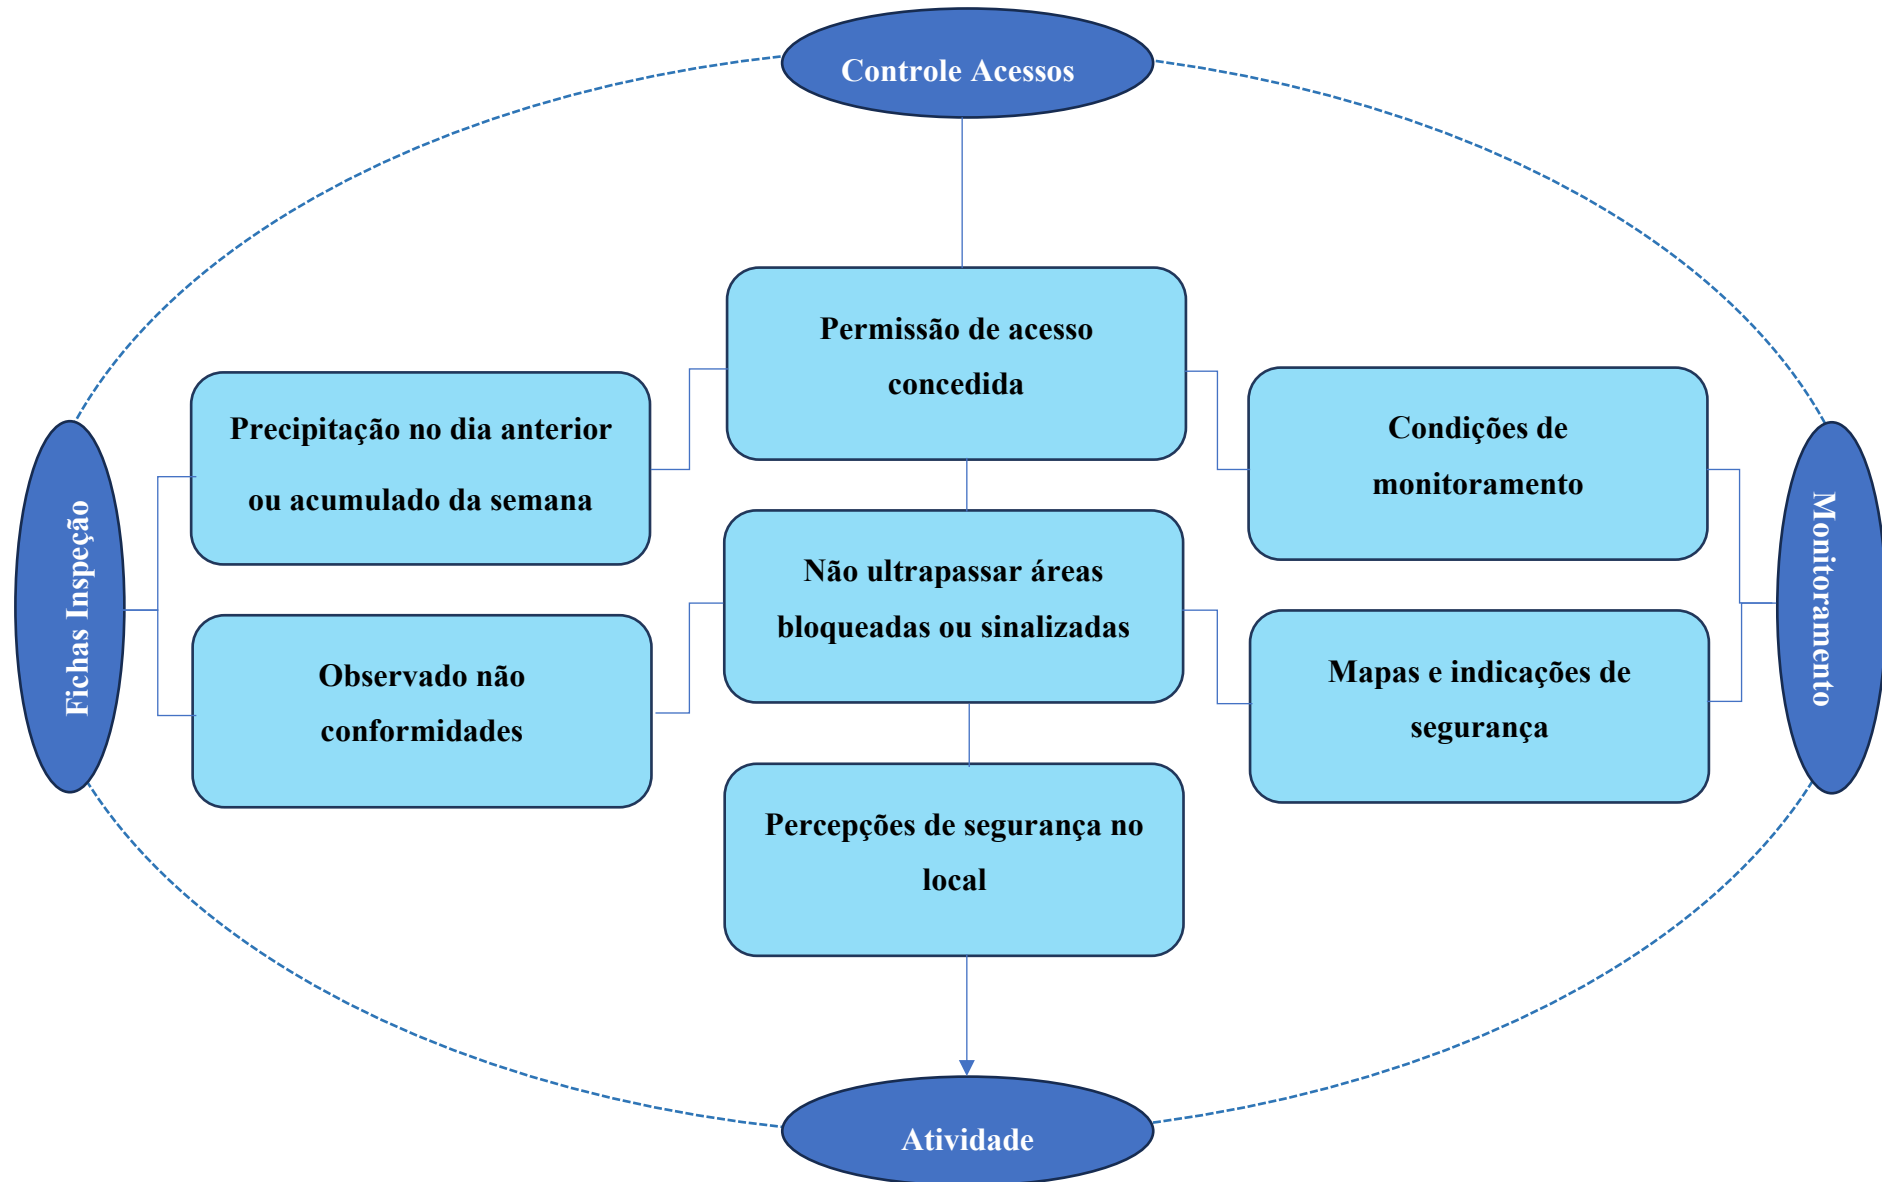 Controle Acessos
Permissão de acesso
concedida
Precipitação no dia anterior
ou acumulado da semana
Condições de
monitoramento
Fichas Inspeção
Não ultrapassar áreas
bloqueadas ou sinalizadas
Monitoramento
Observado não
conformidades
Mapas e indicações de
segurança
Percepções de segurança no
local
Atividade